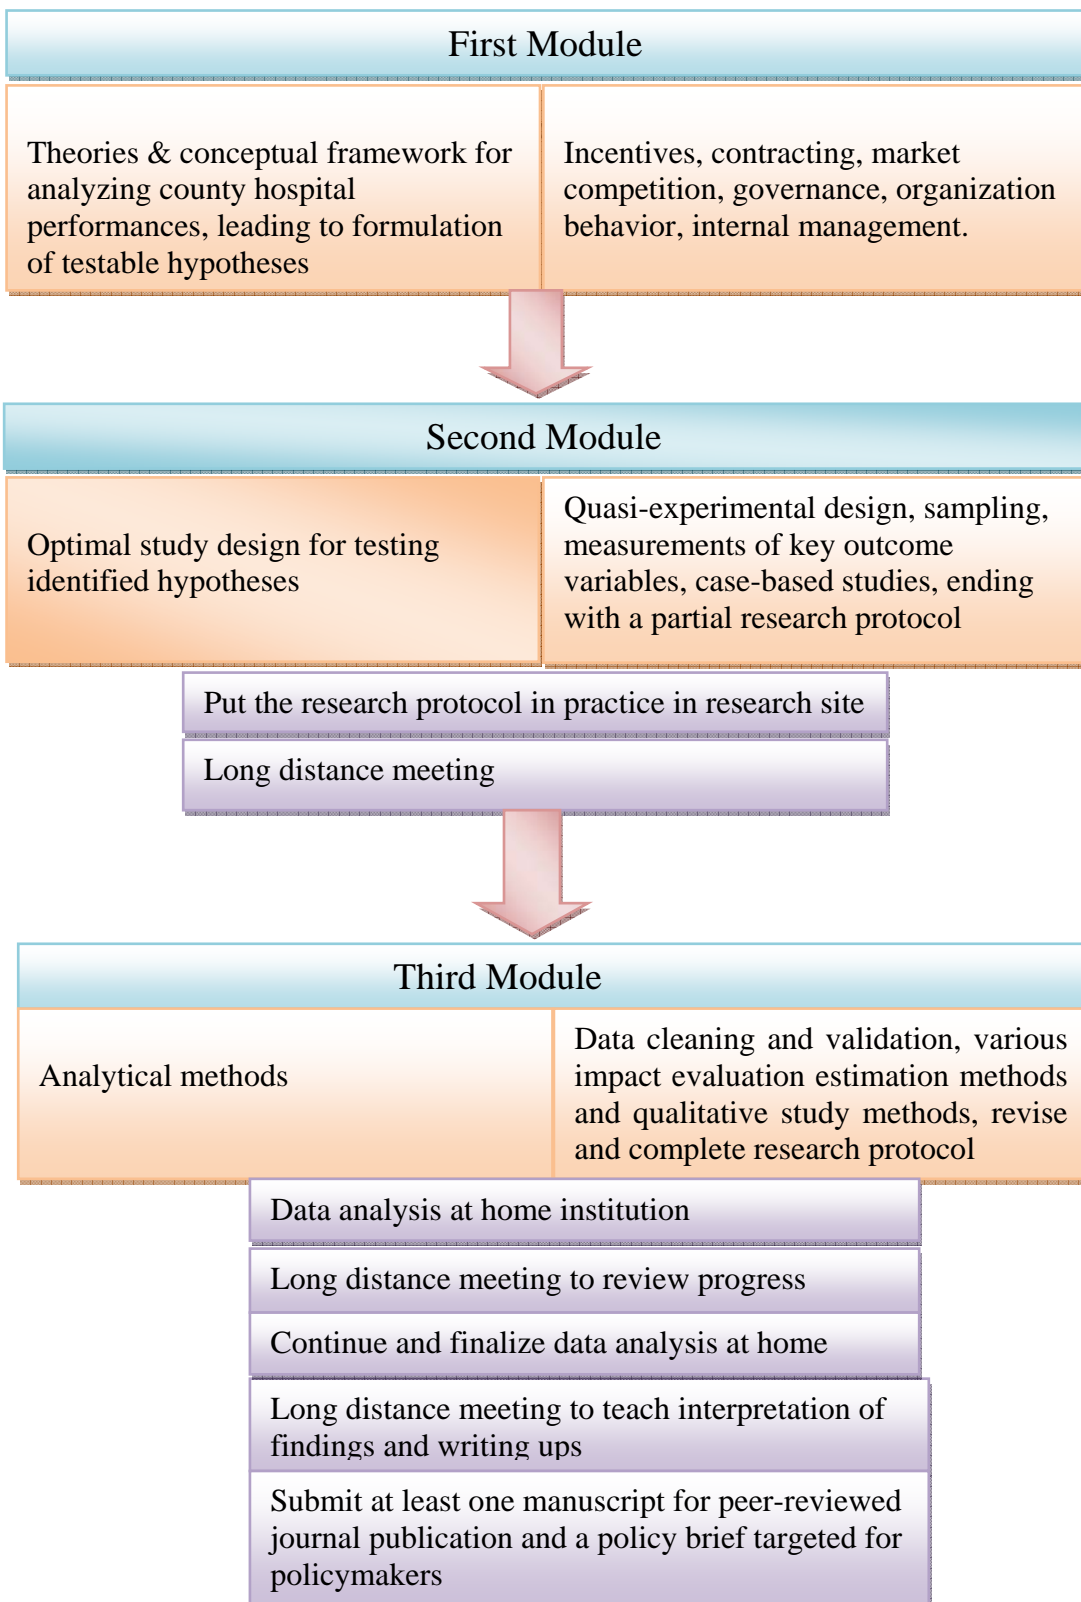 First Module
Theories & conceptual framework for
analyzing county hospital
performances, leading to formulation
of testable hypotheses
Incentives, contracting, market
competition, governance, organization
behavior, internal management.
Second Module
Optimal study design for testing
identified hypotheses
Quasi-experimental design, sampling,
measurements of key outcome
variables, case-based studies, ending
with a partial research protocol
Put the research protocol in practice in research site
Long distance meeting
Third Module
Analytical methods
Data cleaning and validation, various
impact evaluation estimation methods
and qualitative study methods, revise
and complete research protocol
Data analysis at home institution
Long distance meeting to review progress
Continue and finalize data analysis at home
Long distance meeting to teach interpretation of
findings and writing ups
Submit at least one manuscript for peer-reviewed
journal publication and a policy brief targeted for
policymakers